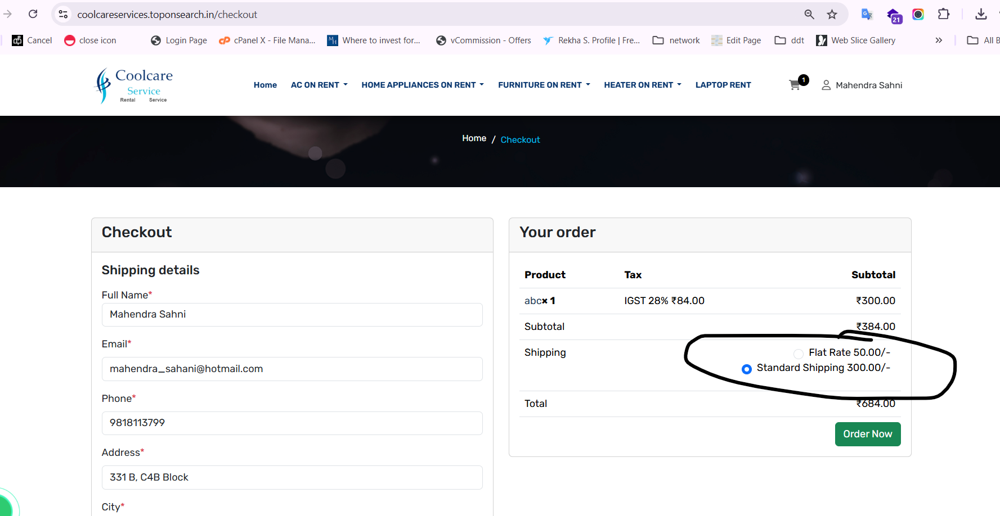 coolcareservices.toponsearch.in/checkout
21
Cancel close icon Login Page cPanel X - File Mana... Where to invest for... vCommission - Offers Rekha S. Profile | Fre... network Edit Page ddt Web Slice Gallery » All B
Coolcare
Service
Rental Service
Home AC ON RENT HOME APPLIANCES ON RENT FURNITURE ON RENT HEATER ON RENT LAPTOP RENT 1 Mahendra Sahni
Home / Checkout
Checkout
Shipping details
Full Name*
Mahendra Sahni
Email*
mahendra_sahani@hotmail.com
Phone*
9818113799
Address*
331 B, C4B Block
City*
Your order
Product Tax Subtotal
abc× 1 IGST 28% ₹84.00 ₹300.00
Subtotal ₹384.00
Shipping Flat Rate 50.00/-
Standard Shipping 300.00/-
Total ₹684.00
Order Now